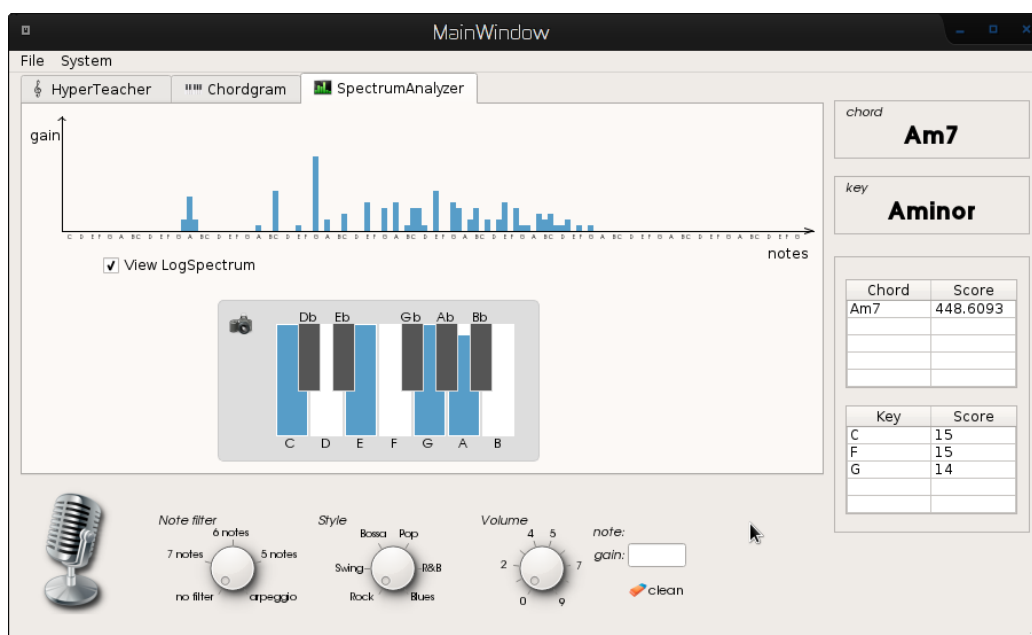 MainWindow
File System
HyperTeacher Chordgram SpectrumAnalyzer
chord
Am7
gain
key
Aminor
notes
View LogSpectrum
Chord Score
Am7 448.6093
Db Eb Gb Ab Bb
C D E F G A B
Key Score
C 15
F 15
G 14
Note filter
6 notes
7 notes 5 notes
no filter arpeggio
Style
Bossa Pop
Swing R&B
Rock Blues
Volume
4 5
2 7
0 9
note:
gain:
clean